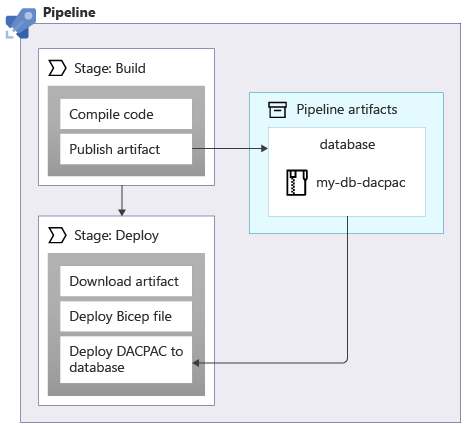 Pipeline
Stage: Build
Compile code
Publish artifact
Pipeline artifacts
database
my-db-dacpac
Stage: Deploy
Download artifact
Deploy Bicep file
Deploy DACPAC to
database